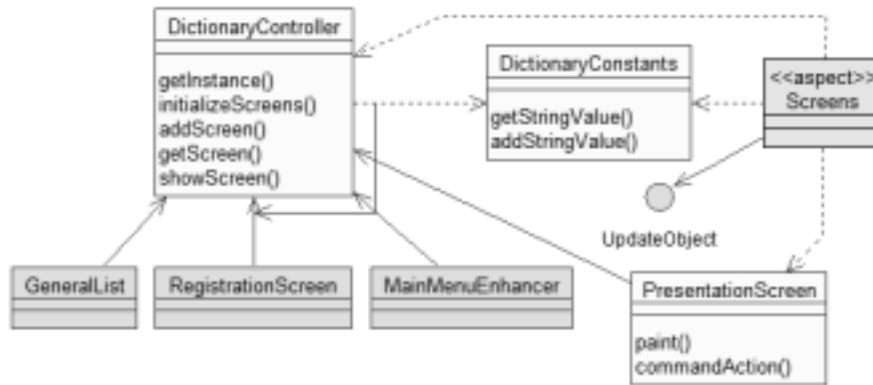 DictionaryController
getInstance()
initializeScreens()
addScreen()
getScreen()
showScreen()
DictionaryConstants
getStringValue()
addStringValue()
<<aspect>>
Screens
UpdateObject
GeneralList
RegistrationScreen
MainMenuEnhancer
PresentationScreen
paint()
commandAction()